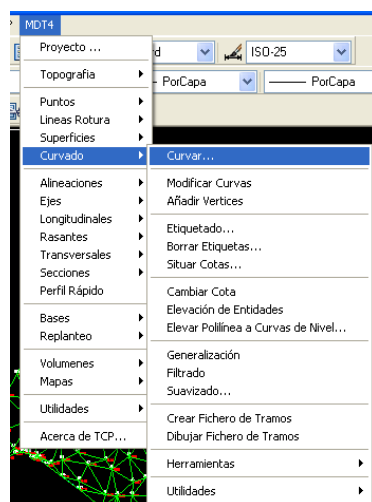 MDT4
Proyecto ...
Topografia
Puntos
Lineas Rotura
Superficies
Curvado
Alineaciones
Ejes
Longitudinales
Rasantes
Transversales
Secciones
Perfil Rápido
Bases
Replanteo
Volumenes
Mapas
Utilidades
Acerca de TCP...
d
ISO-25
PorCapa
PorCapa
Curvar...
Modificar Curvas
Añadir Vertices
Etiquetado...
Borrar Etiquetas...
Situar Cotas...
Cambiar Cota
Elevación de Entidades
Elevar Polilínea a Curvas de Nivel...
Generalización
Filtrado
Suavizado...
Crear Fichero de Tramos
Dibujar Fichero de Tramos
Herramientas
Utilidades